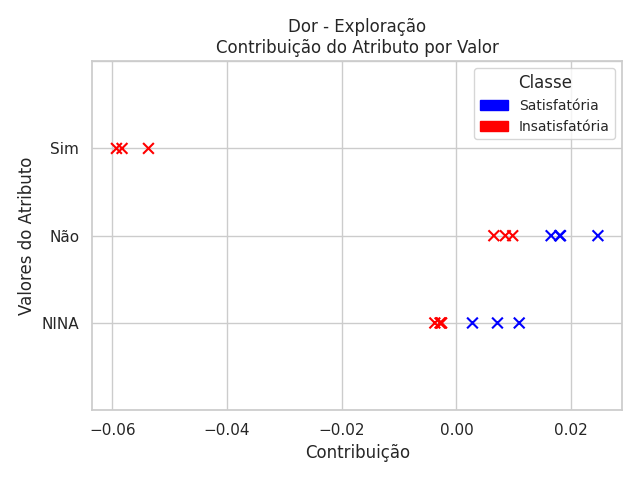 Dor - Exploração
Contribuição do Atributo por Valor
Classe
Satisfatória
Insatisfatória
Valores do Atributo
Sim
Não
NINA
−0.06
−0.04
−0.02
0.00
0.02
Contribuição